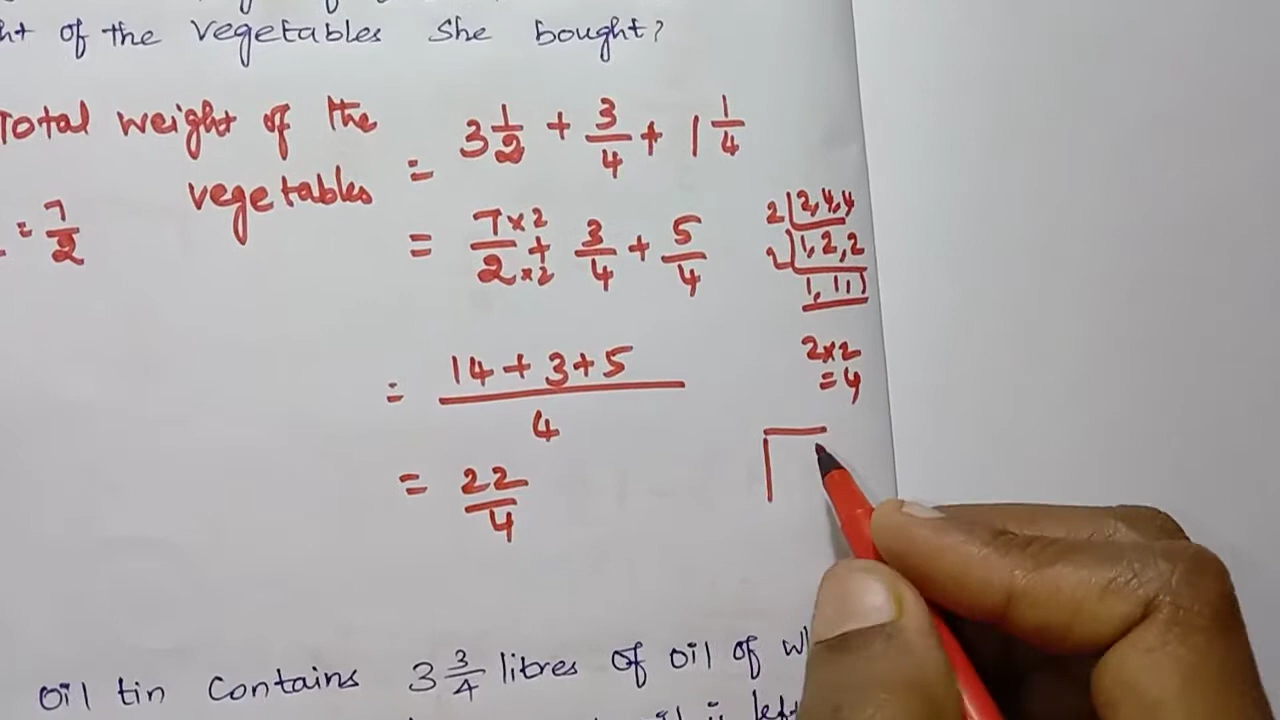 of the vegetables she bought?
Total weight of the vegetables = 3 1/2 + 3/4 + 1 1/4
= 7/2
= 7×2/2×2 + 3/4 + 5/4
2 | 2,4,4
2 | 1,2,2
1,1,1
2×2
= 4
= 14 + 3 + 5 / 4
= 22/4
oil tin contains 3 3/4 litres of oil of